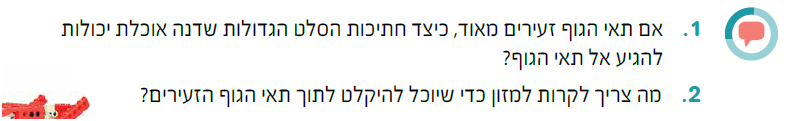 1. אם תאי הגוף זעירים מאוד, כיצד חתיכות הסלט הגדולות שדנה אוכלת יכולות
להגיע אל תאי הגוף?
2. מה צריך לקרות למזון כדי שיוכל להיקלט לתוך תאי הגוף הזעירים?